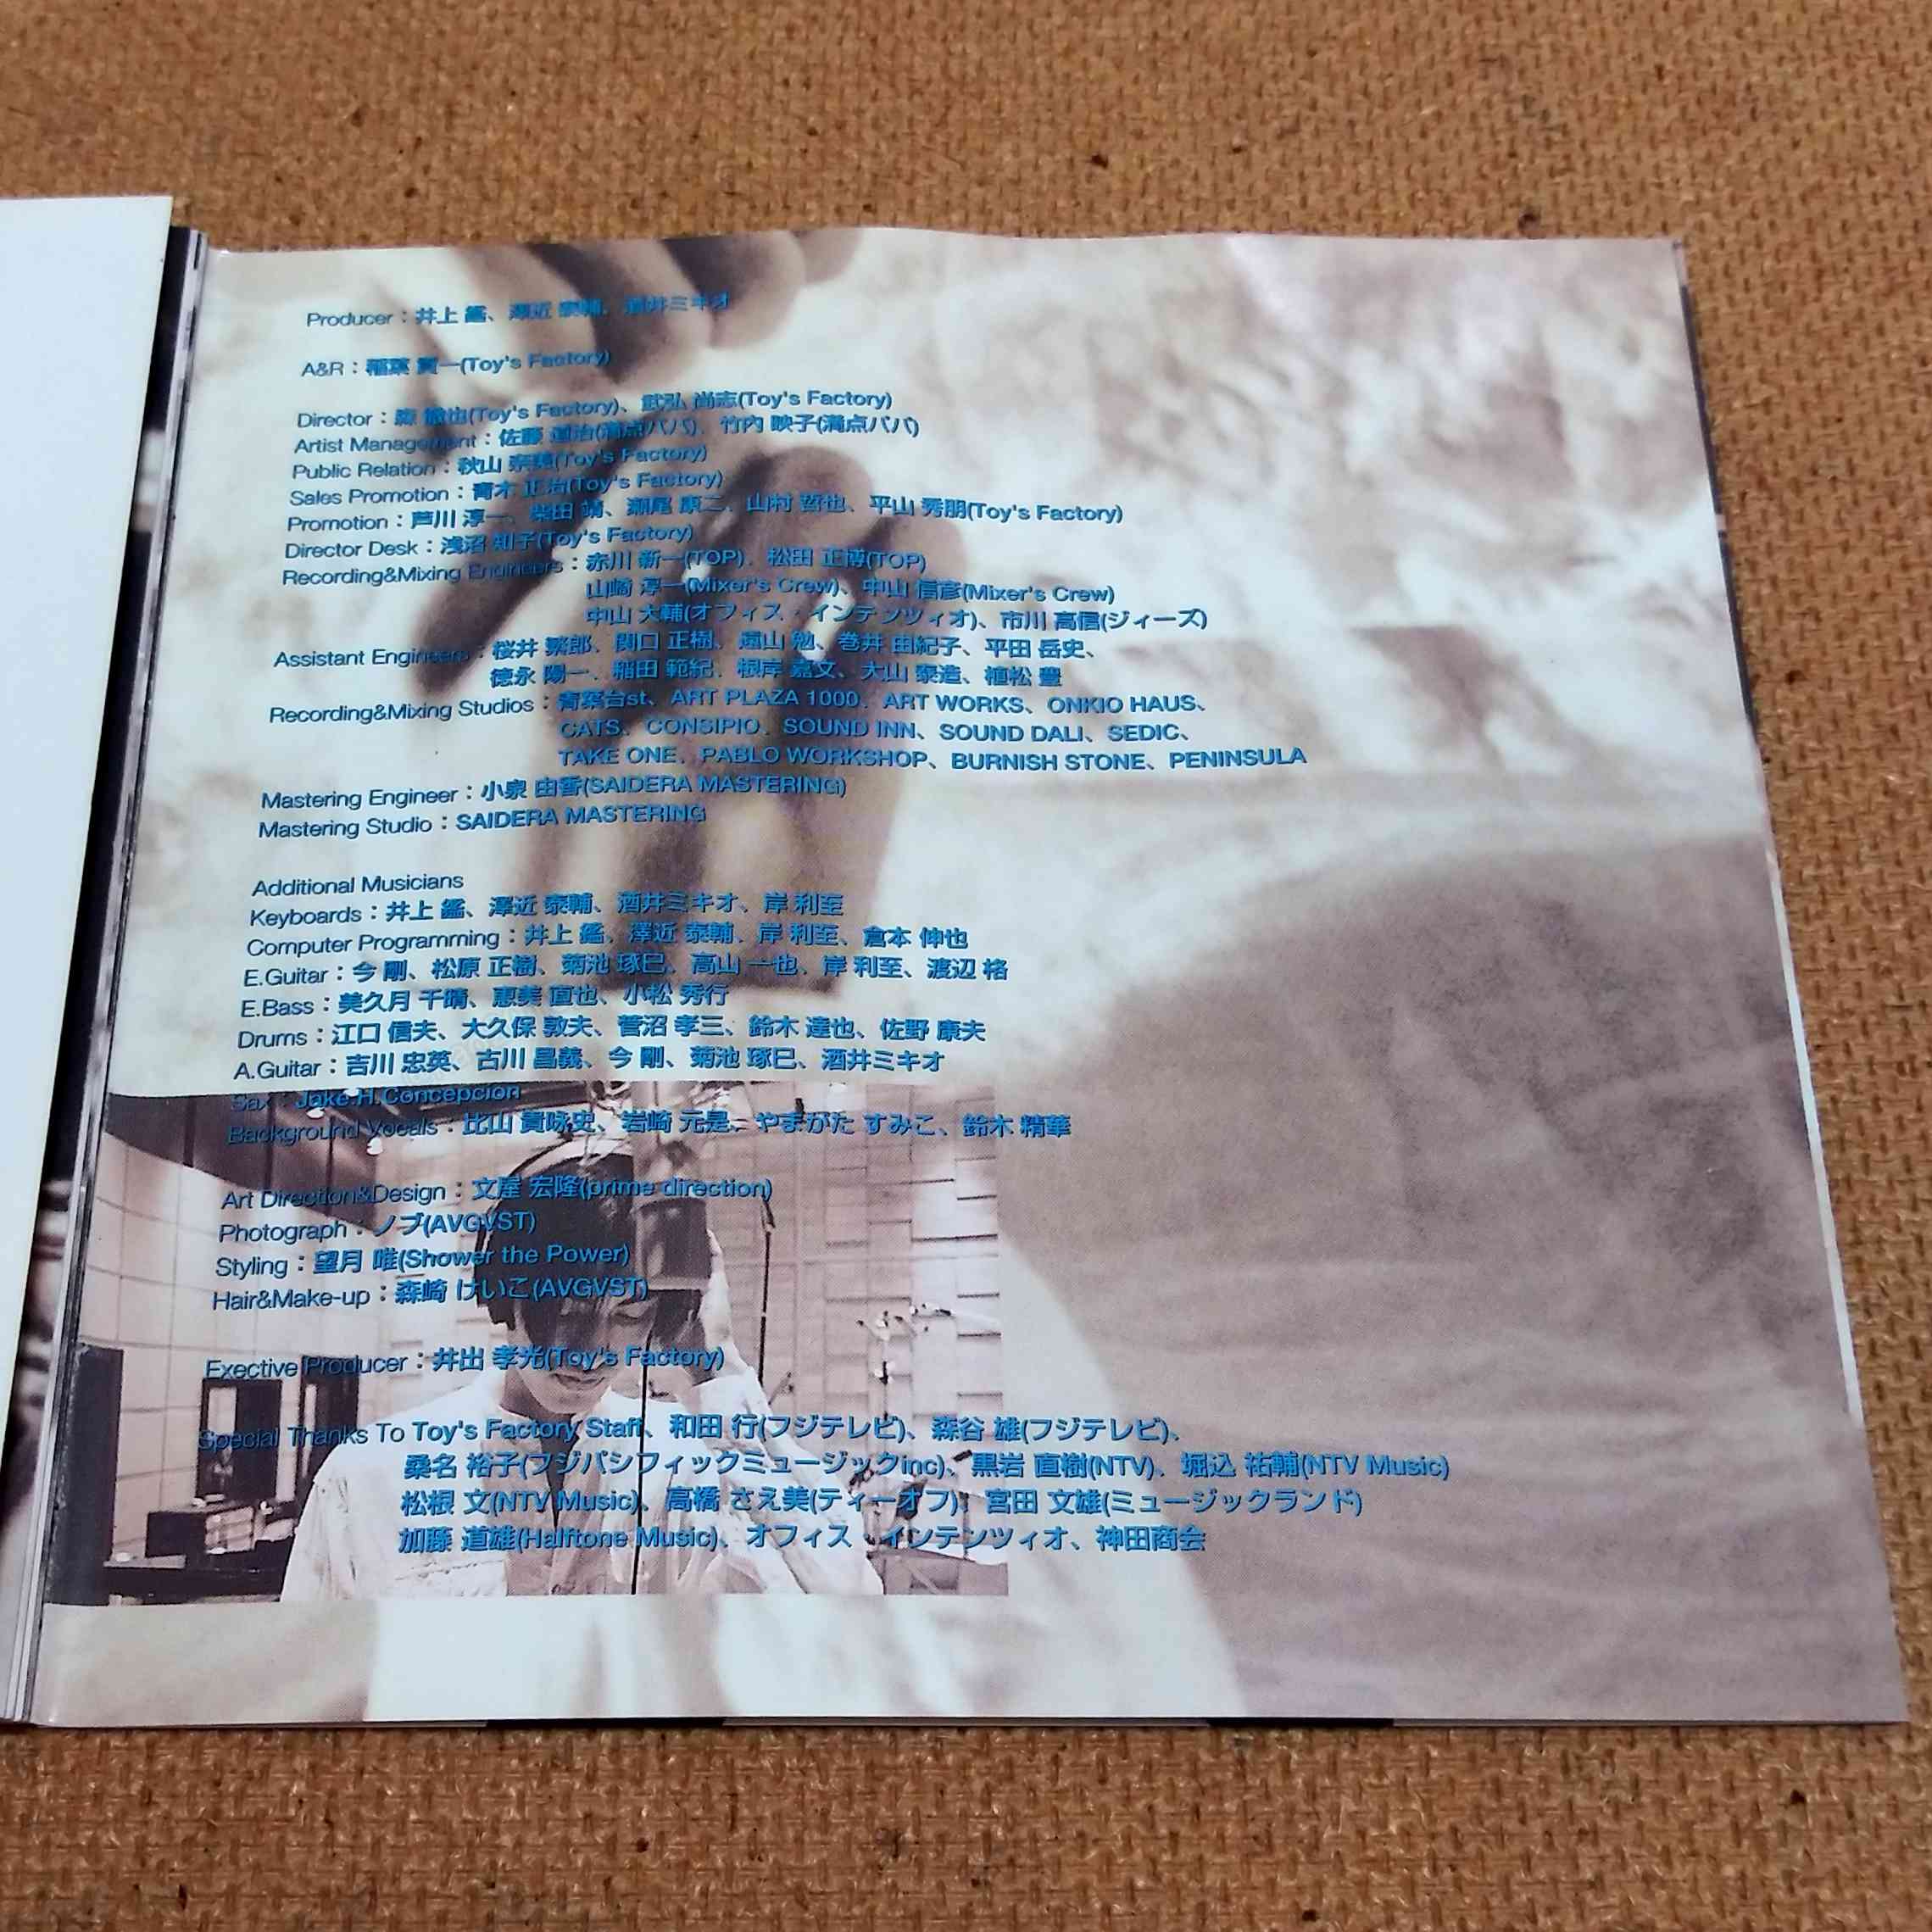 Producer：井上 鑑、澤近 泰輔、酒井ミキオ
A&R：稲葉 貢一(Toy's Factory)
Director：森 徹也(Toy's Factory)、武弘 尚志(Toy's Factory)
Artist Management：佐藤 道治(満点パパ)、竹内 映子(満点パパ)
Public Relation：秋山 奈美(Toy's Factory)
Sales Promotion：青木 正治(Toy's Factory)
Promotion：芦川 淳一、柴田 靖、瀬尾 康二、山村 哲也、平山 秀朋(Toy's Factory)
Director Desk：浅沼 知子(Toy's Factory)
Recording&Mixing Engineers：赤川 新一(TOP)、松田 正博(TOP)
山崎 淳一(Mixer's Crew)、中山 信彦(Mixer's Crew)
中山 大輔(オフィス・インテンツィオ)、市川 高信(ジィーズ)
Assistant Engineers：桜井 繁郎、関口 正樹、遠山 勉、巻井 由紀子、平田 岳史、
徳永 陽一、稲田 範紀、根岸 嘉文、大山 泰造、植松 豊
Recording&Mixing Studios：青葉台st、ART PLAZA 1000、ART WORKS、ONKIO HAUS、
CATS、CONSIPIO、SOUND INN、SOUND DALI、SEDIC、
TAKE ONE、PABLO WORKSHOP、BURNISH STONE、PENINSULA
Mastering Engineer：小泉 由香(SAIDERA MASTERING)
Mastering Studio：SAIDERA MASTERING
Additional Musicians
Keyboards：井上 鑑、澤近 泰輔、酒井ミキオ、岸 利至
Computer Programming：井上 鑑、澤近 泰輔、岸 利至、倉本 伸也
E.Guitar：今 剛、松原 正樹、菊池 琢巳、高山 一也、岸 利至、渡辺 格
E.Bass：美久月 千晴、恵美 直也、小松 秀行
Drums：江口 信夫、大久保 敦夫、菅沼 孝三、鈴木 達也、佐野 康夫
A.Guitar：吉川 忠英、古川 昌義、今 剛、菊池 琢巳、酒井ミキオ
Sax：Jake.H.Concepcion
Background Vocals：比山 貴咏史、岩崎 元是、やまがた すみこ、鈴木 精華
Art Direction&Design：文屋 宏隆(prime direction)
Photograph：ノブ(AVGVST)
Styling：望月 唯(Shower the Power)
Hair&Make-up：森崎 けいこ(AVGVST)
Exective Producer：井出 孝光(Toy's Factory)
Special Thanks To Toy's Factory Staff、和田 行(フジテレビ)、森谷 雄(フジテレビ)、
桑名 裕子(フジパシフィックミュージックinc)、黒岩 直樹(NTV)、堀込 祐輔(NTV Music)
松根 文(NTV Music)、高橋 さえ美(ティーオフ)、宮田 文雄(ミュージックランド)
加藤 道雄(Halftone Music)、オフィス・インテンツィオ、神田商会